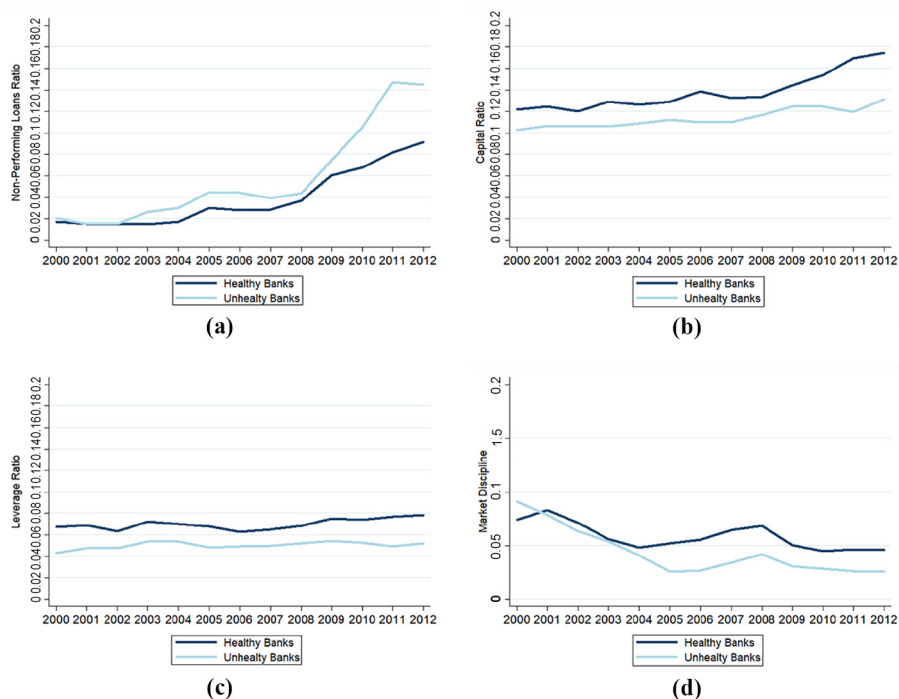 Non-Performing Loans Ratio
0 0.02 0.04 0.06 0.08 0.1 0.12 0.14 0.16 0.18 0.2
2000 2001 2002 2003 2004 2005 2006 2007 2008 2009 2010 2011 2012
Healthy Banks
Unhealty Banks
(a)
Capital Ratio
0 0.02 0.04 0.06 0.08 0.1 0.12 0.14 0.16 0.18 0.2
2000 2001 2002 2003 2004 2005 2006 2007 2008 2009 2010 2011 2012
Healthy Banks
Unhealty Banks
(b)
Leverage Ratio
0 0.02 0.04 0.06 0.08 0.1 0.12 0.14 0.16 0.18 0.2
2000 2001 2002 2003 2004 2005 2006 2007 2008 2009 2010 2011 2012
Healthy Banks
Unhealty Banks
(c)
Market Discipline
0 0.05 0.1 1.5 0.2
2000 2001 2002 2003 2004 2005 2006 2007 2008 2009 2010 2011 2012
Healthy Banks
Unhealty Banks
(d)